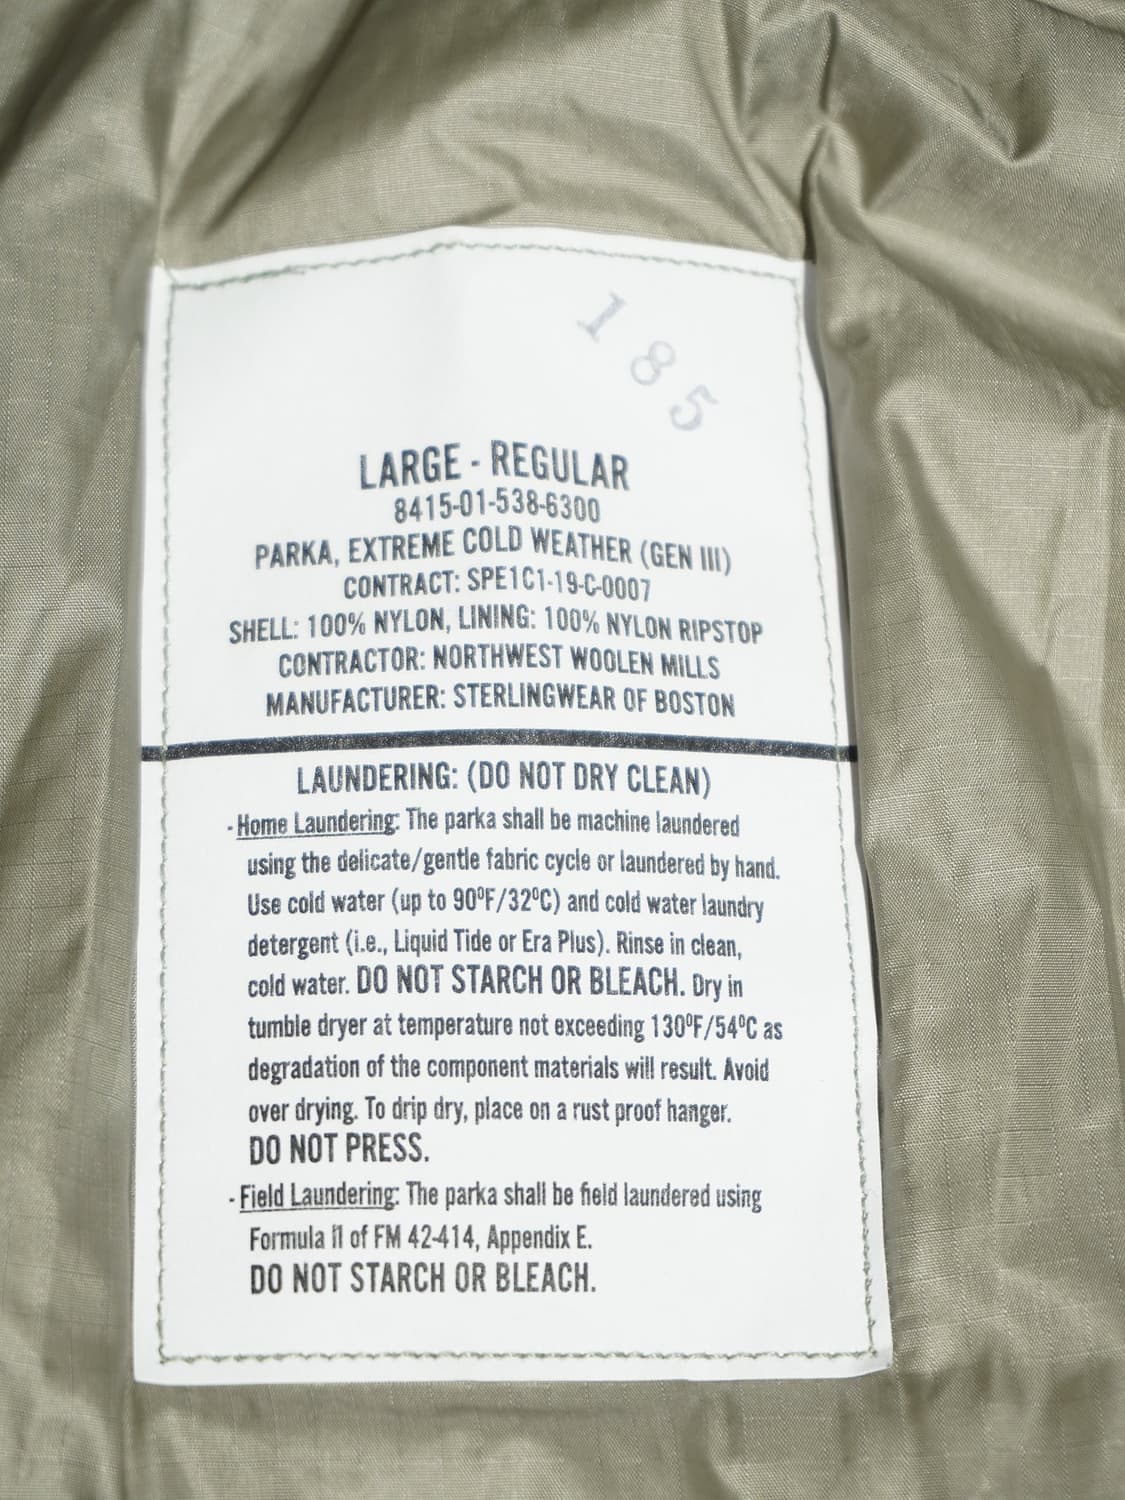 185
LARGE - REGULAR
8415-01-538-6300
PARKA, EXTREME COLD WEATHER (GEN III)
CONTRACT: SPE1C1-19-C-0007
SHELL: 100% NYLON, LINING: 100% NYLON RIPSTOP
CONTRACTOR: NORTHWEST WOOLEN MILLS
MANUFACTURER: STERLINGWEAR OF BOSTON
LAUNDERING: (DO NOT DRY CLEAN)
- Home Laundering: The parka shall be machine laundered
using the delicate/gentle fabric cycle or laundered by hand.
Use cold water (up to 90ºF/32ºC) and cold water laundry
detergent (i.e., Liquid Tide or Era Plus). Rinse in clean,
cold water. DO NOT STARCH OR BLEACH. Dry in
tumble dryer at temperature not exceeding 130ºF/54ºC as
degradation of the component materials will result. Avoid
over drying. To drip dry, place on a rust proof hanger.
DO NOT PRESS.
- Field Laundering: The parka shall be field laundered using
Formula II of FM 42-414, Appendix E.
DO NOT STARCH OR BLEACH.